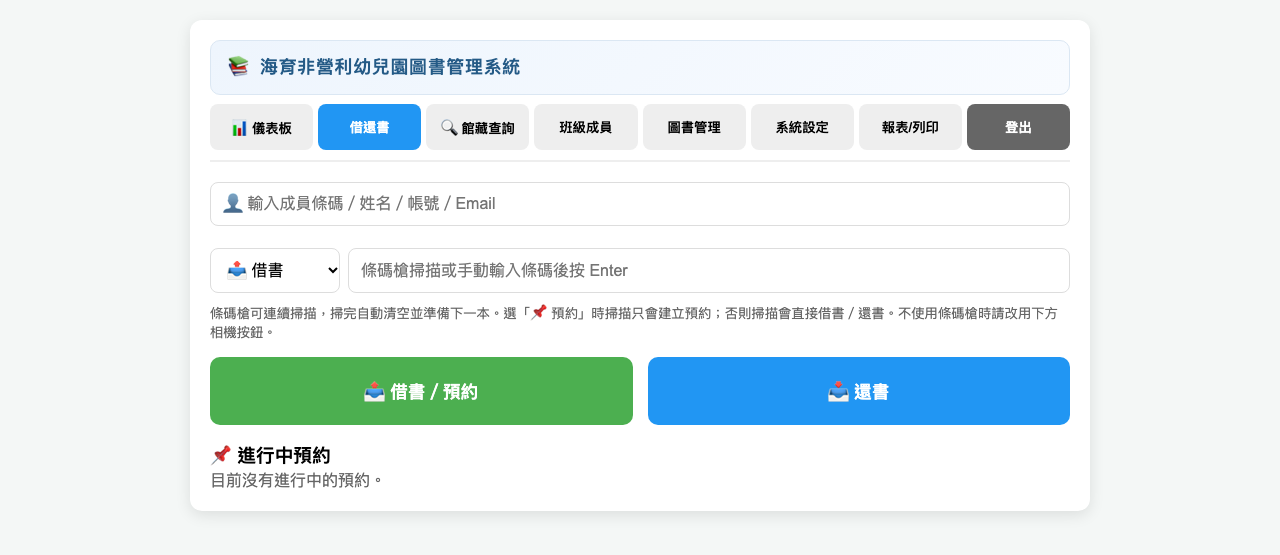 📚 海育非營利幼兒園圖書管理系統
📊 儀表板
借還書
🔍 館藏查詢
班級成員
圖書管理
系統設定
報表/列印
登出
👤 輸入成員條碼 / 姓名 / 帳號 / Email
📥 借書
條碼槍掃描或手動輸入條碼後按 Enter
條碼槍可連續掃描，掃完自動清空並準備下一本。選「📌 預約」時掃描只會建立預約；否則掃描會直接借書 / 還書。不使用條碼槍時請改用下方
相機按鈕。
📥 借書 / 預約
📥 還書
📌 進行中預約
目前沒有進行中的預約。